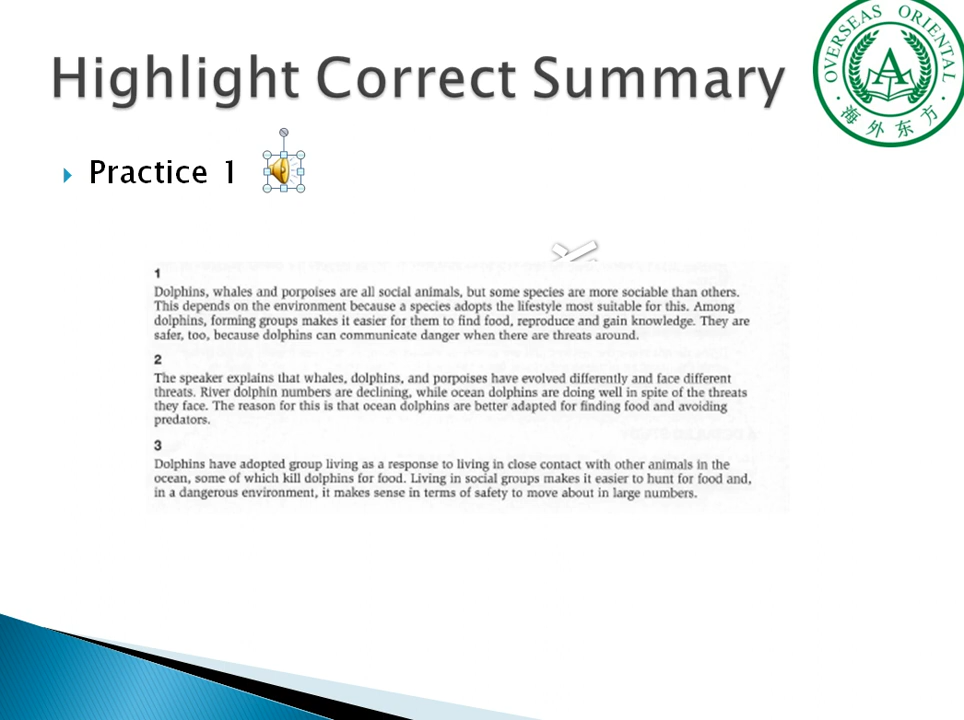 Highlight Correct Summary
OVERSEAS ORIENTAL
A
·海外东方·
Practice 1
1
Dolphins, whales and porpoises are all social animals, but some species are more sociable than others.
This depends on the environment because a species adopts the lifestyle most suitable for this. Among
dolphins, forming groups makes it easier for them to find food, reproduce and gain knowledge. They are
safer, too, because dolphins can communicate danger when there are threats around.
2
The speaker explains that whales, dolphins, and porpoises have evolved differently and face different
threats. River dolphin numbers are declining, while ocean dolphins are doing well in spite of the threats
they face. The reason for this is that ocean dolphins are better adapted for finding food and avoiding
predators.
3
Dolphins have adopted group living as a response to living in close contact with other animals in the
ocean, some of which kill dolphins for food. Living in social groups makes it easier to hunt for food and,
in a dangerous environment, it makes sense in terms of safety to move about in large numbers.